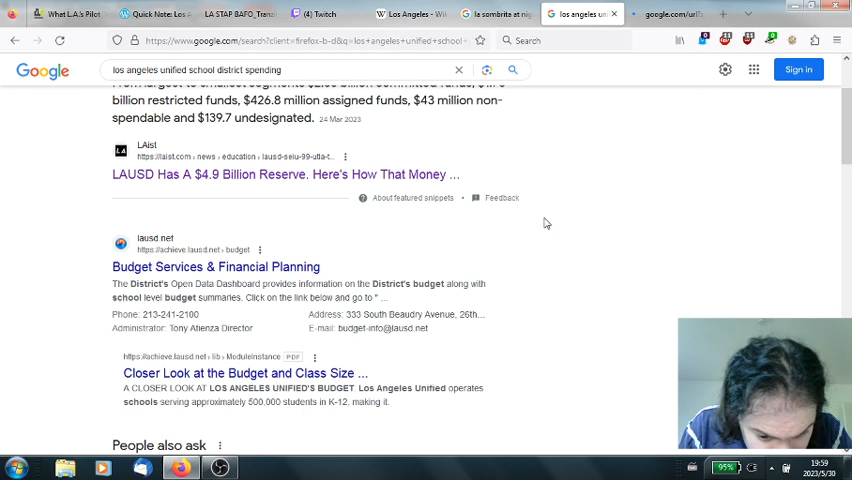 What L.A.'s Pilot
Quick Note: Los A
LA STAP BAFO_Tranzi
(4) Twitch
Los Angeles - Wik
la sombrita at nig
los angeles uni
google.com/url?s
https://www.google.com/search?client=firefox-b-d&q=los+angeles+unified+school+
Search
Google
los angeles unified school district spending
Sign in
billion restricted funds, $426.8 million assigned funds, $43 million non-
spendable and $139.7 undesignated. 24 Mar 2023
LAist
https://laist.com › news › education › lausd-seiu-99-utla-t...
LAUSD Has A $4.9 Billion Reserve. Here's How That Money ...
About featured snippets • Feedback
lausd.net
https://achieve.lausd.net › budget
Budget Services & Financial Planning
The District's Open Data Dashboard provides information on the District's budget along with
school level budget summaries. Click on the link below and go to " ...
Phone: 213-241-2100 Address: 333 South Beaudry Avenue, 26th...
Administrator: Tony Atienza Director E-mail: budget-info@lausd.net
https://achieve.lausd.net › lib › ModuleInstance PDF
Closer Look at the Budget and Class Size ...
A CLOSER LOOK AT LOS ANGELES UNIFIED'S BUDGET. Los Angeles Unified operates
schools serving approximately 500,000 students in K-12, making it.
People also ask
95%
19:59
2023/5/30